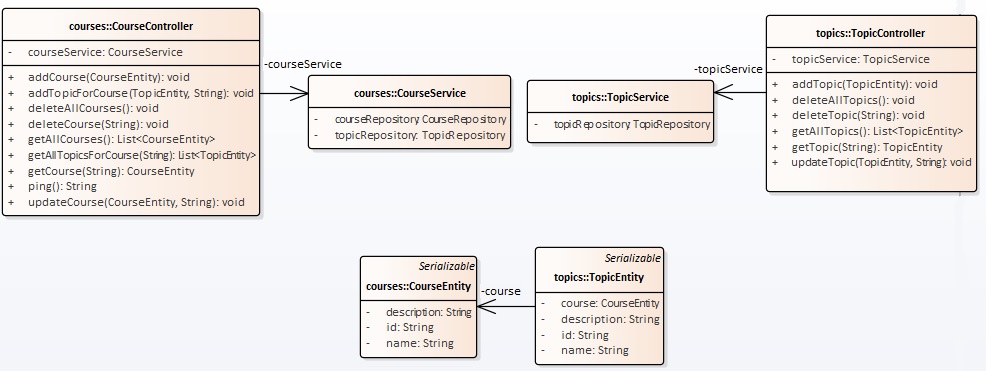 courses::CourseController
- courseService: CourseService
+ addCourse(CourseEntity): void
+ addTopicForCourse(TopicEntity, String): void
+ deleteAllCourses(): void
+ deleteCourse(String): void
+ getAllCourses(): List<CourseEntity>
+ getAllTopicsForCourse(String): List<TopicEntity>
+ getCourse(String): CourseEntity
+ ping(): String
+ updateCourse(CourseEntity, String): void
-courseService
courses::CourseService
- courseRepository: CourseRepository
- topicRepository: TopicRepository
topics::TopicService
- topicRepository: TopicRepository
-topicService
topics::TopicController
- topicService: TopicService
+ addTopic(TopicEntity): void
+ deleteAllTopics(): void
+ deleteTopic(String): void
+ getAllTopics(): List<TopicEntity>
+ getTopic(String): TopicEntity
+ updateTopic(TopicEntity, String): void
Serializable
courses::CourseEntity
- description: String
- id: String
- name: String
-course
Serializable
topics::TopicEntity
- course: CourseEntity
- description: String
- id: String
- name: String